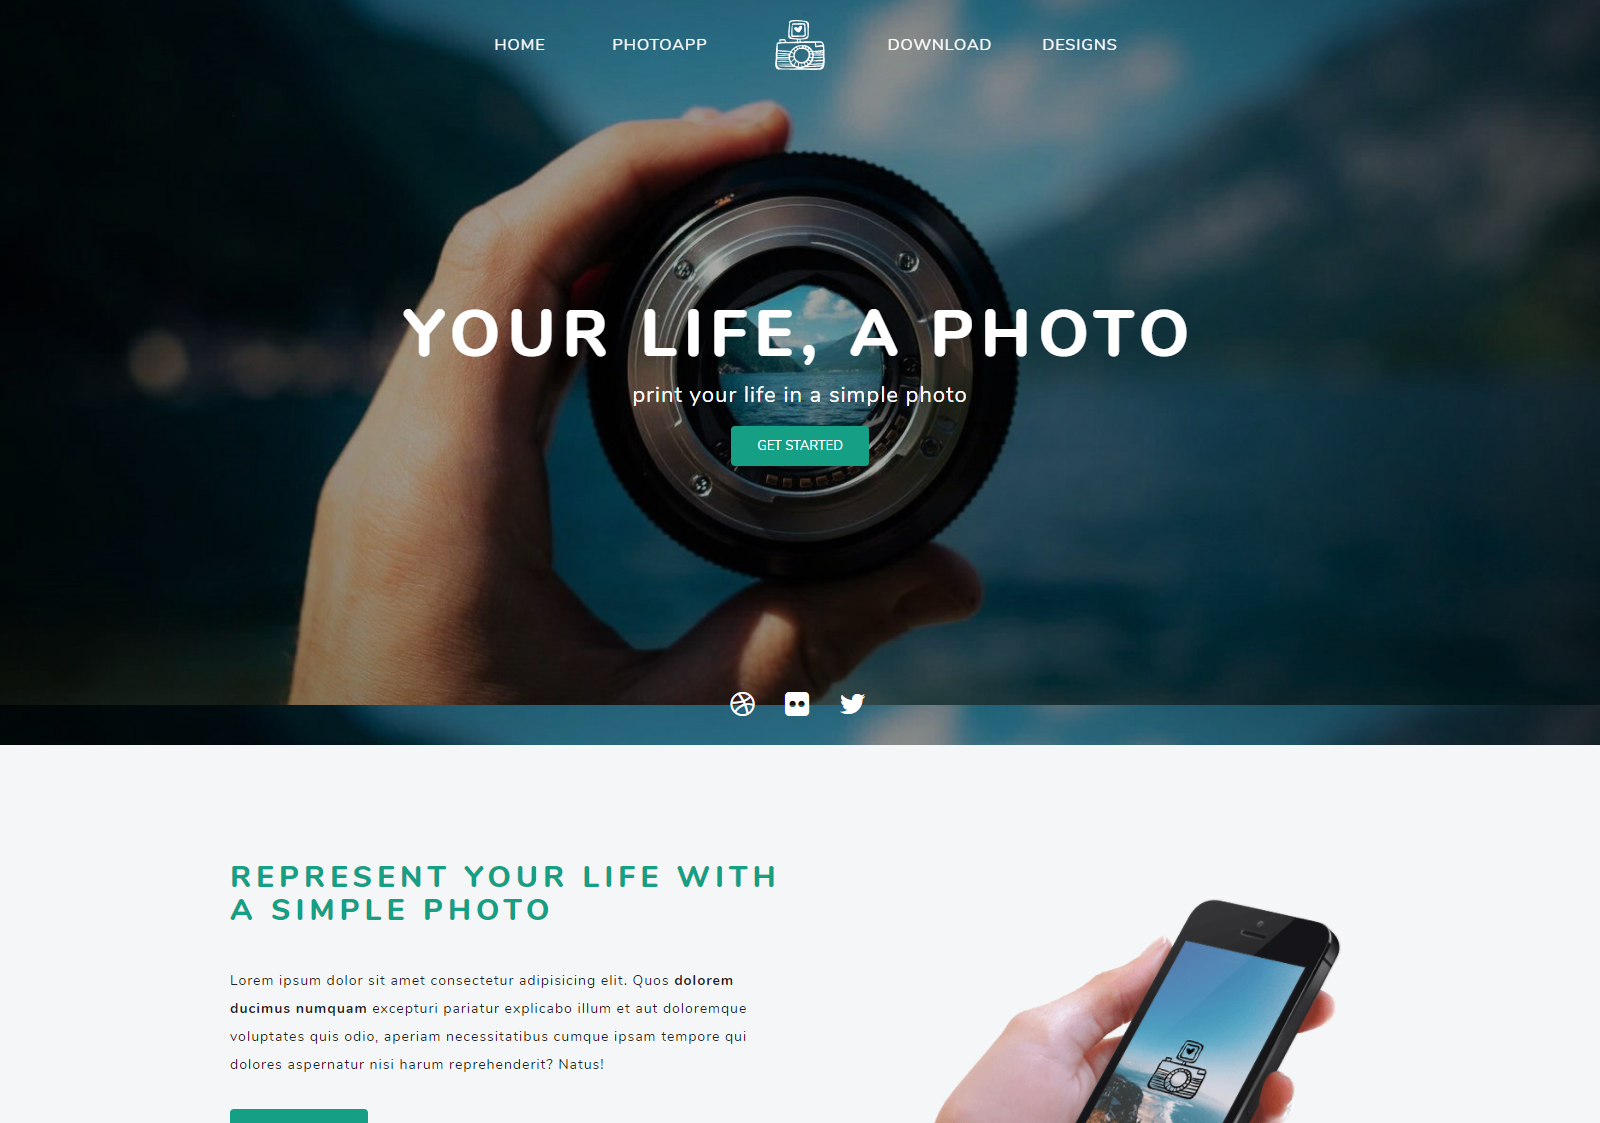 HOME PHOTOAPP DOWNLOAD DESIGNS
YOUR LIFE, A PHOTO
print your life in a simple photo
GET STARTED
REPRESENT YOUR LIFE WITH
A SIMPLE PHOTO
Lorem ipsum dolor sit amet consectetur adipisicing elit. Quos dolorem
ducimus numquam excepturi pariatur explicabo illum et aut doloremque
voluptates quis odio, aperiam necessitatibus cumque ipsam tempore qui
dolores aspernatur nisi harum reprehenderit? Natus!